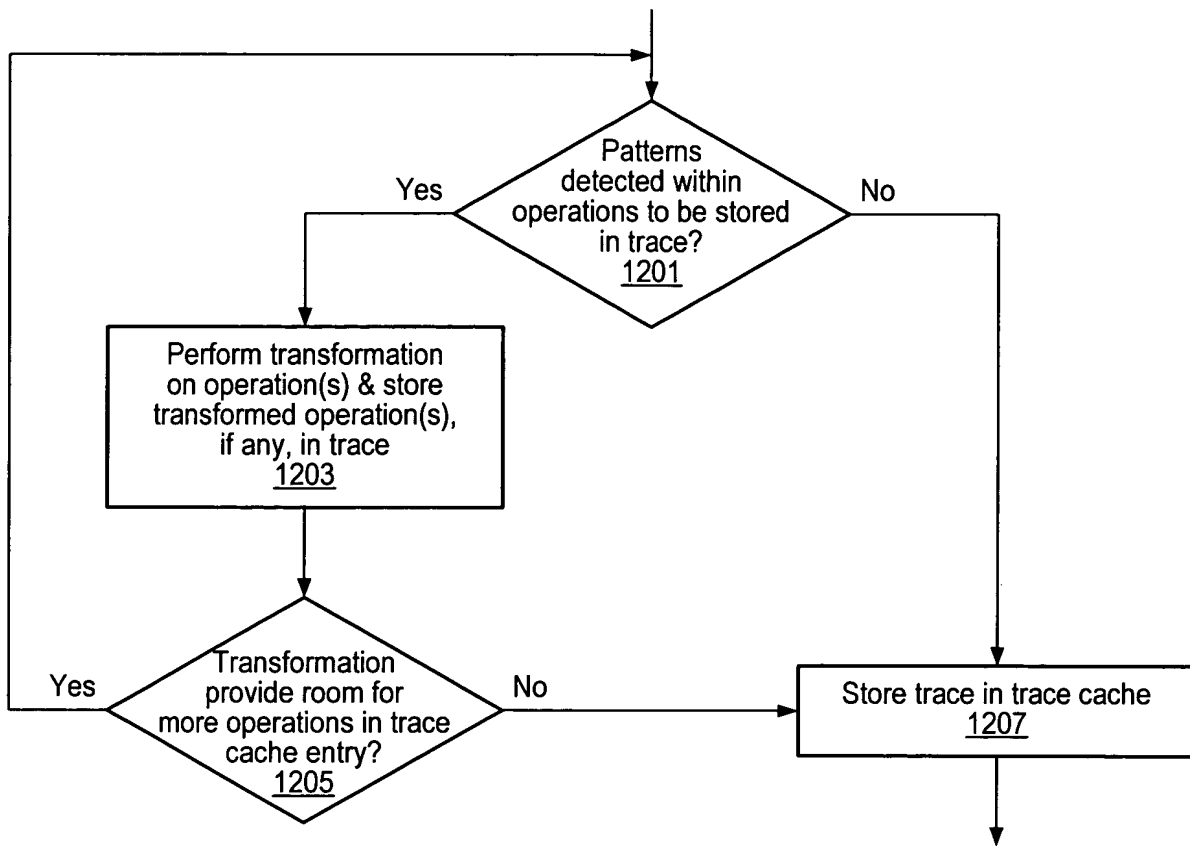 Patterns
detected within
operations to be stored
in trace?
1201
Yes
No
Perform transformation
on operation(s) & store
transformed operation(s),
if any, in trace
1203
Transformation
provide room for
more operations in trace
cache entry?
1205
Yes
No
Store trace in trace cache
1207